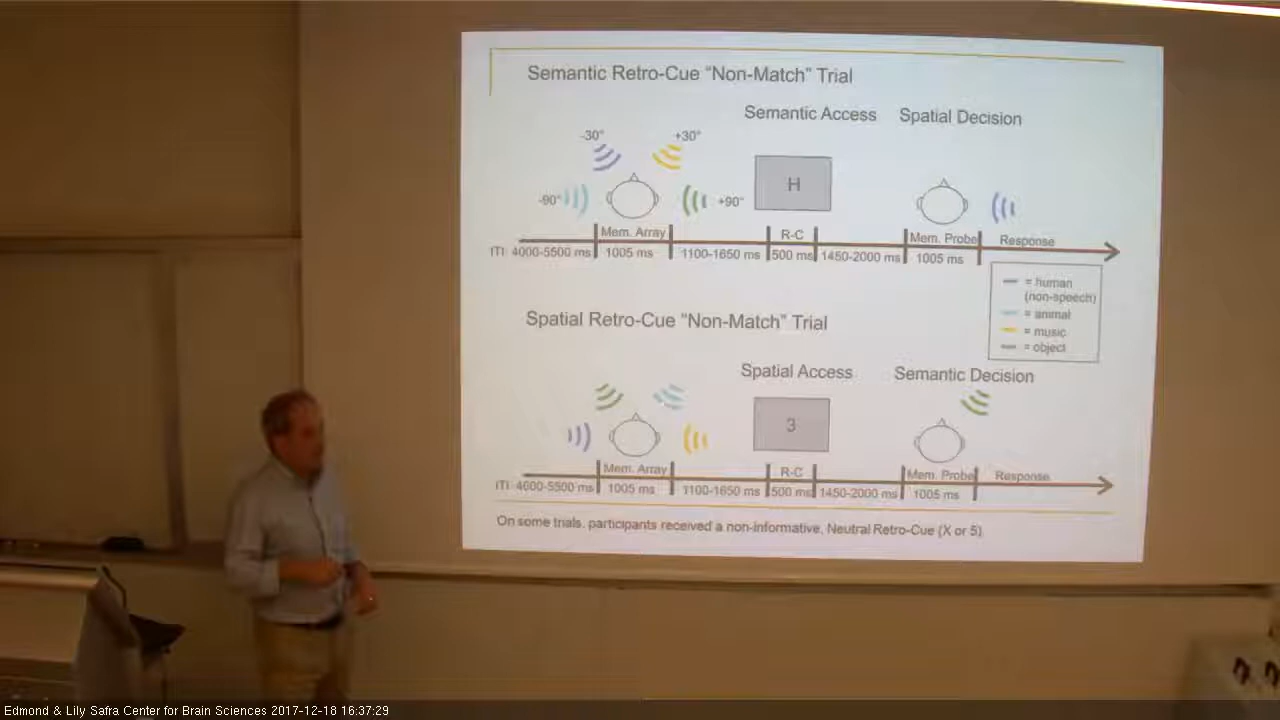 Semantic Retro-Cue "Non-Match" Trial
Semantic Access
Spatial Decision
-30°
+30°
-90°
+90°
H
Mem. Array
R-C
Mem. Probe
Response
ITI: 4000-5500 ms
1005 ms
1100-1650 ms
500 ms
1450-2000 ms
1005 ms
= human
(non-speech)
= animal
= music
= object
Spatial Retro-Cue "Non-Match" Trial
Spatial Access
Semantic Decision
3
Mem. Array
R-C
Mem. Probe
Response
ITI: 4000-5500 ms
1005 ms
1100-1650 ms
500 ms
1450-2000 ms
1005 ms
On some trials, participants received a non-informative, Neutral Retro-Cue (X or 5)
Edmond & Lily Safra Center for Brain Sciences 2017-12-18 16:37:29